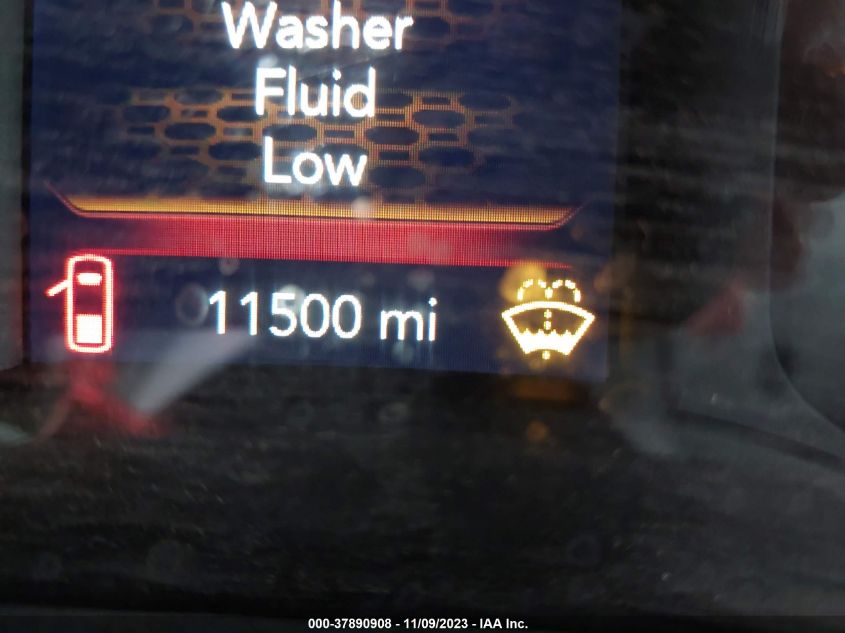 Washer
Fluid
Low
11500 mi
000-37890908 - 11/09/2023 - IAA Inc.